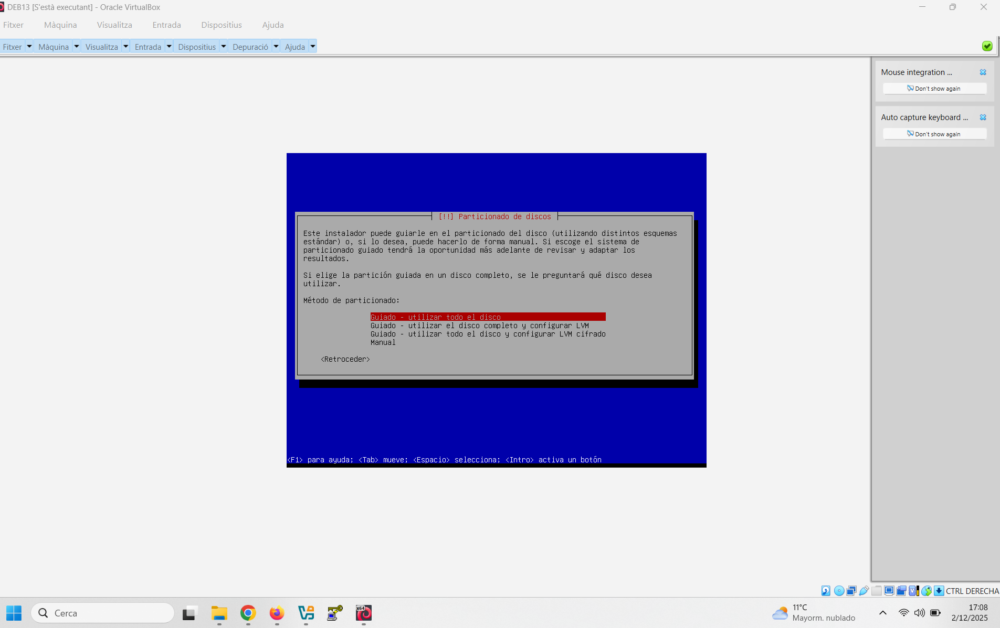 DEB13 [S'està executant] - Oracle VirtualBox
Fitxer Màquina Visualitza Entrada Dispositius Ajuda
Fitxer Màquina Visualitza Entrada Dispositius Depuració Ajuda
Mouse integration ...
Don't show again
Auto capture keyboard ...
Don't show again
[!!] Particionado de discos
Este instalador puede guiarle en el particionado del disco (utilizando distintos esquemas
estándar) o, si lo desea, puede hacerlo de forma manual. Si escoge el sistema de
particionado guiado tendrá la oportunidad más adelante de revisar y adaptar los
resultados.
Si elige la partición guiada en un disco completo, se le preguntará qué disco desea
utilizar.
Método de particionado:
Guiado - utilizar todo el disco
Guiado - utilizar el disco completo y configurar LVM
Guiado - utilizar todo el disco y configurar LVM cifrado
Manual
<Retroceder>
<F1> para ayuda; <Tab> mueve; <Espacio> selecciona; <Intro> activa un botón
CTRL DERECHA
Cerca
x64
11°C
Mayorm. nublado
17:08
2/12/2025